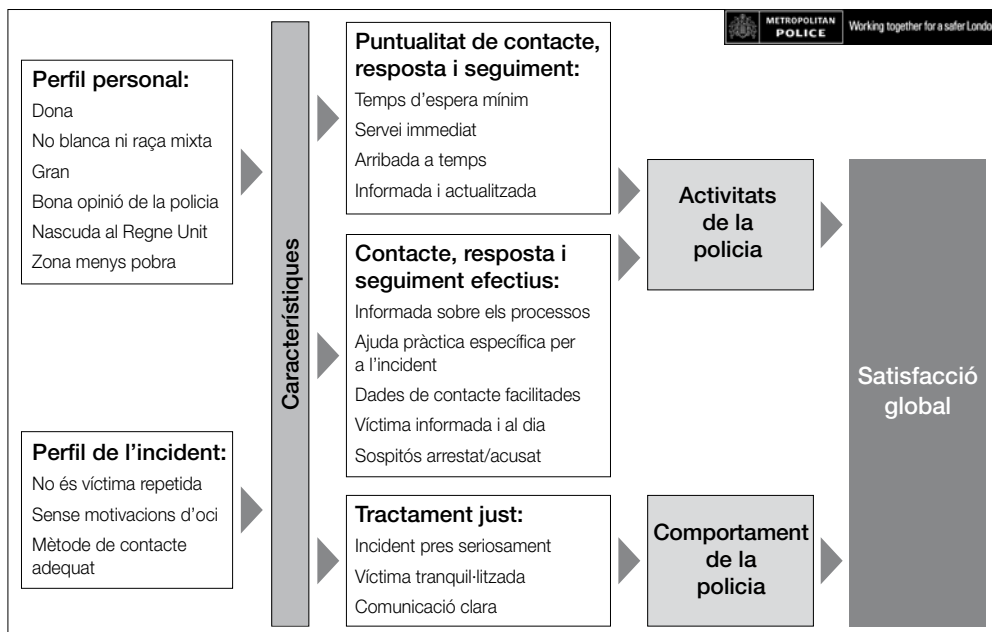 METROPOLITAN
POLICE
Working together for a safer Londo
Perfil personal:
Dona
No blanca ni raça mixta
Gran
Bona opinió de la policia
Nascuda al Regne Unit
Zona menys pobra
Perfil de l’incident:
No és víctima repetida
Sense motivacions d’oci
Mètode de contacte
adequat
Característiques
Puntualitat de contacte,
resposta i seguiment:
Temps d’espera mínim
Servei immediat
Arribada a temps
Informada i actualitzada
Contacte, resposta i
seguiment efectius:
Informada sobre els processos
Ajuda pràctica específica per
a l’incident
Dades de contacte facilitades
Víctima informada i al dia
Sospitós arrestat/acusat
Tractament just:
Incident pres seriosament
Víctima tranquil·litzada
Comunicació clara
Activitats
de la
policia
Comportament
de la
policia
Satisfacció
global